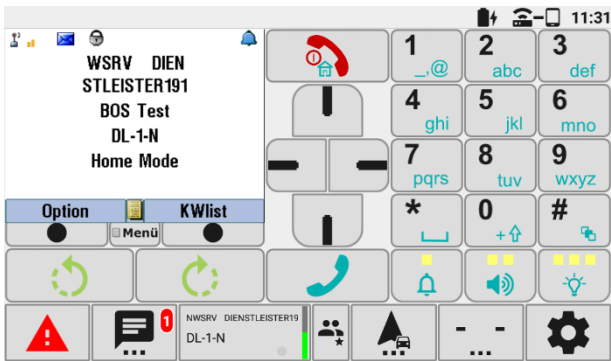 11:31
WSRV DIEN
STLEISTER191
BOS Test
DL-1-N
Home Mode
Option KWlist
Menü
1 _,@
2 abc
3 def
4 ghi
5 jkl
6 mno
7 pqrs
8 tuv
9 wxyz
* 0 + #
1
NWSRV DIENSTLEISTER19
DL-1-N
- -